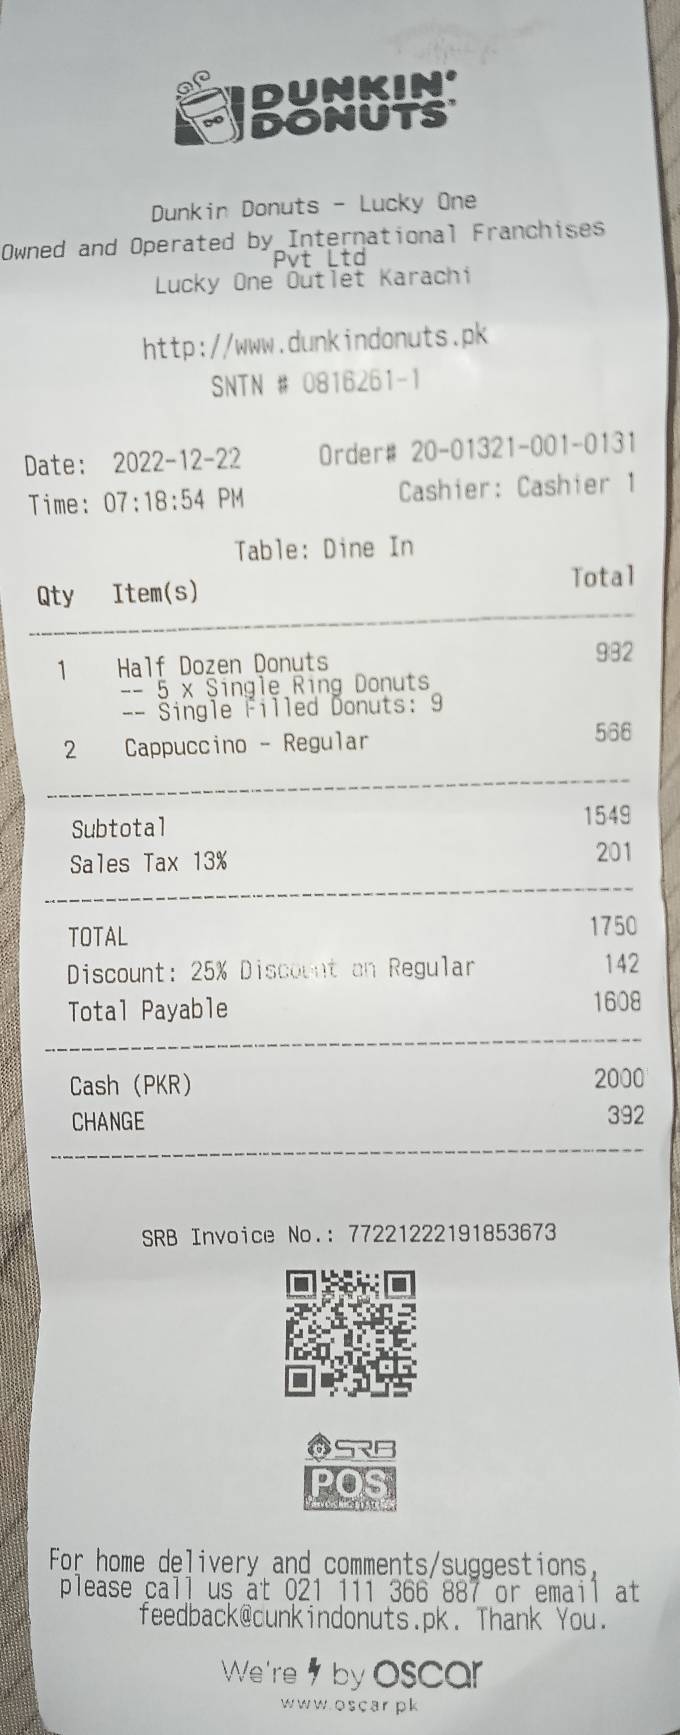 DUNKIN'
DONUTS
Dunkin Donuts - Lucky One
Owned and Operated by International Franchises
Pvt Ltd
Lucky One Outlet Karachi
http://www.dunkindonuts.pk
SNTN # 0816261-1
Date: 2022-12-22 Order# 20-01321-001-0131
Time: 07:18:54 PM Cashier: Cashier 1
Table: Dine In
Qty Item(s) Total
1 Half Dozen Donuts 982
-- 5 x Single Ring Donuts
-- Single Filled Donuts: 9
2 Cappuccino - Regular 566
Subtotal 1549
Sales Tax 13% 201
TOTAL 1750
Discount: 25% Discount on Regular 142
Total Payable 1608
Cash (PKR) 2000
CHANGE 392
SRB Invoice No.: 77221222191853673
SRB
POS
For home delivery and comments/suggestions,
please call us at 021 111 366 887 or email at
feedback@dunkindonuts.pk. Thank You.
We're by OSCAR
www.oscar.pk